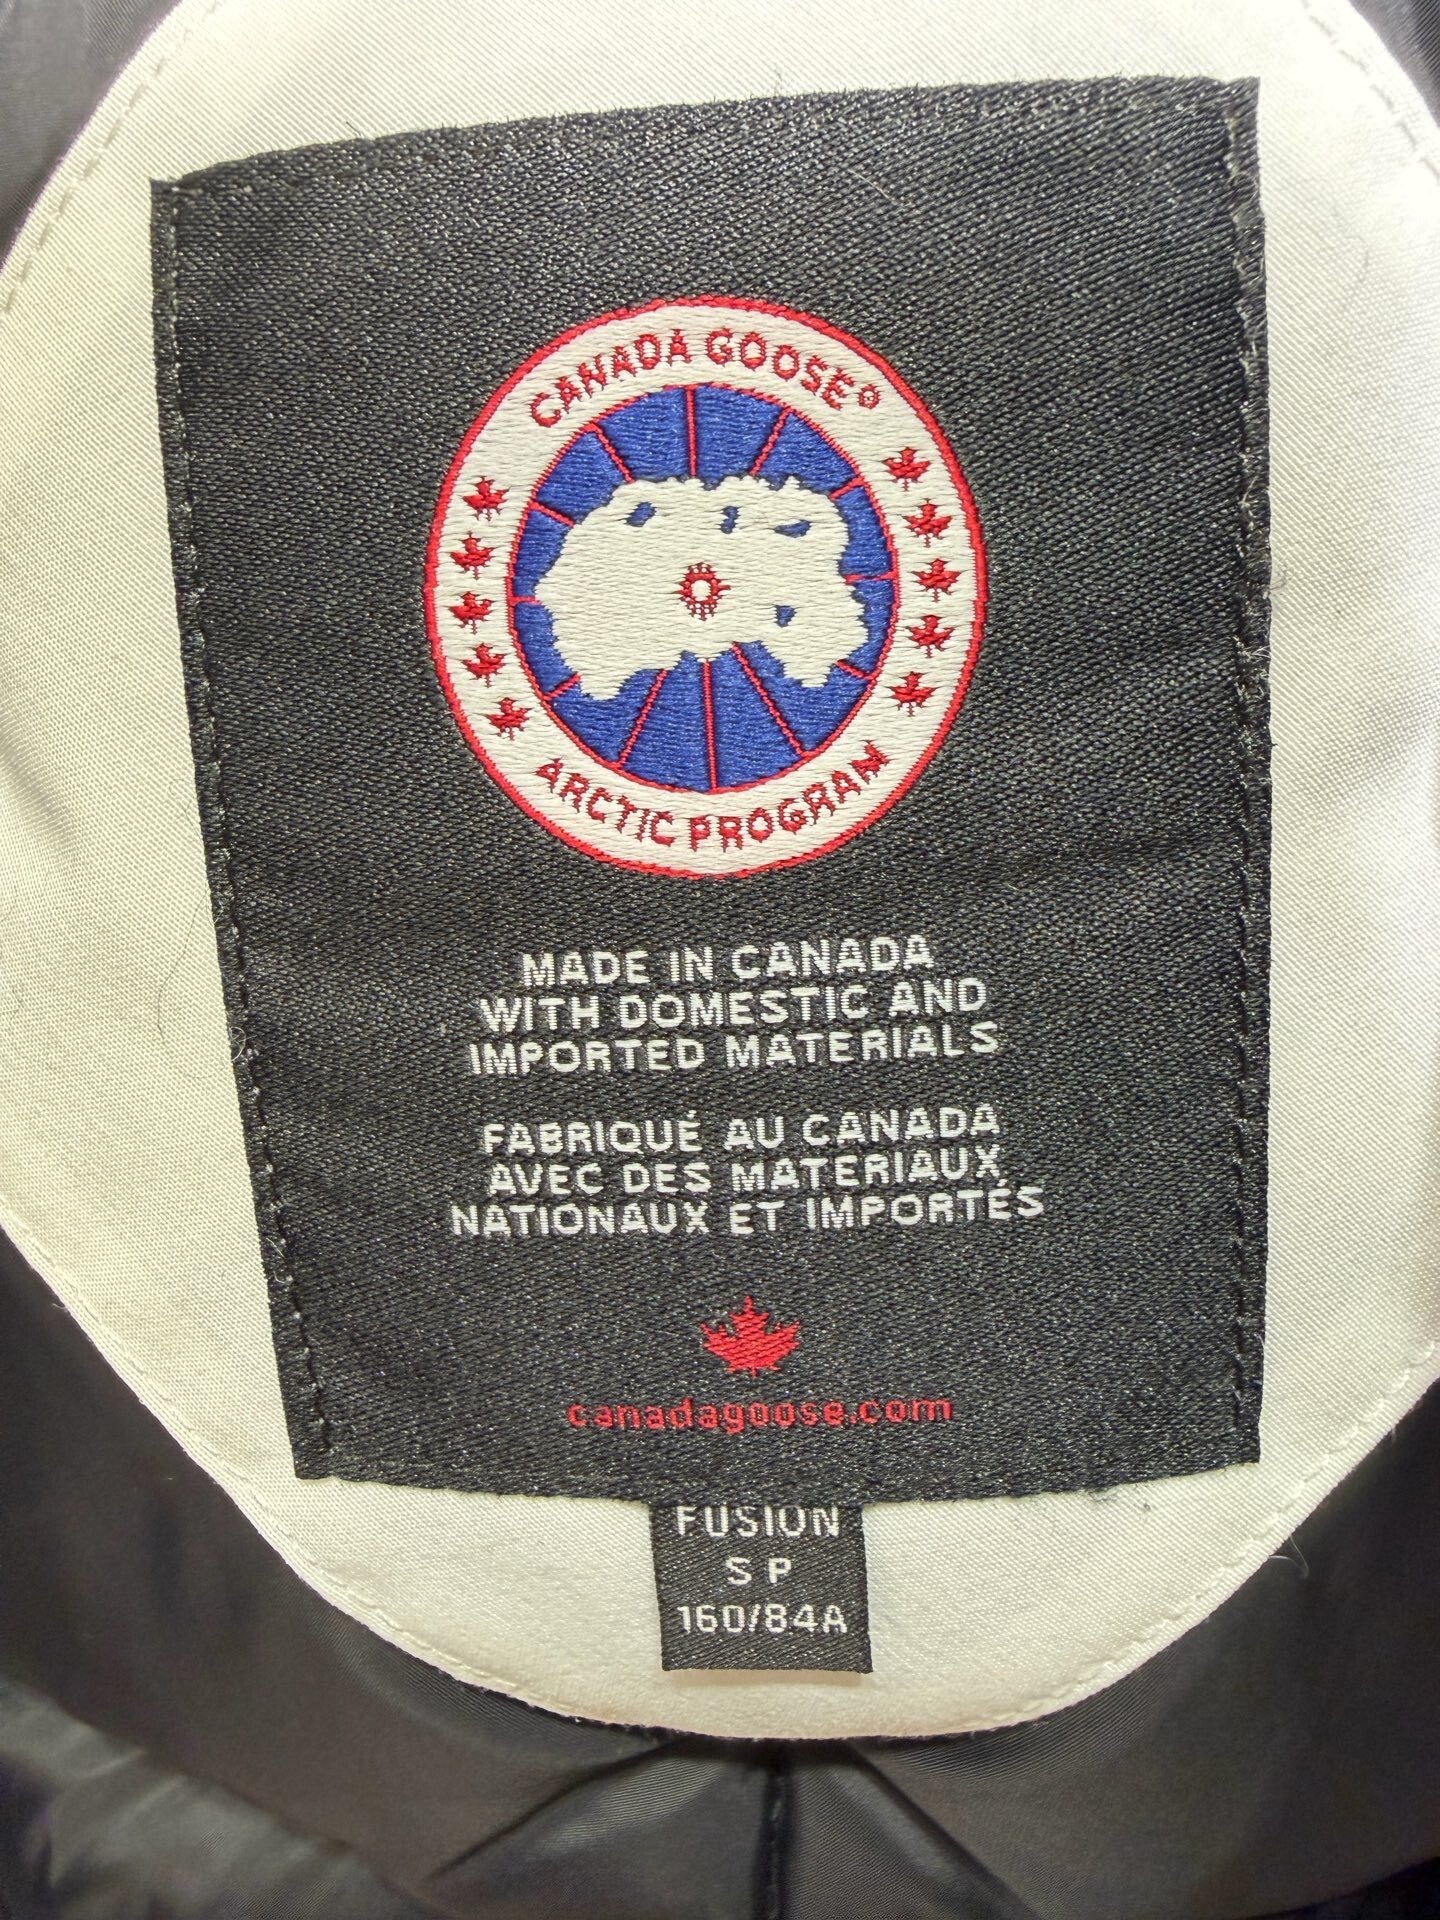 CANADA GOOSE®
ARCTIC PROGRAM
MADE IN CANADA
WITH DOMESTIC AND
IMPORTED MATERIALS
FABRIQUÉ AU CANADA
AVEC DES MATERIAUX
NATIONAUX ET IMPORTÉS
canadagoose.com
FUSION
S P
160/84A